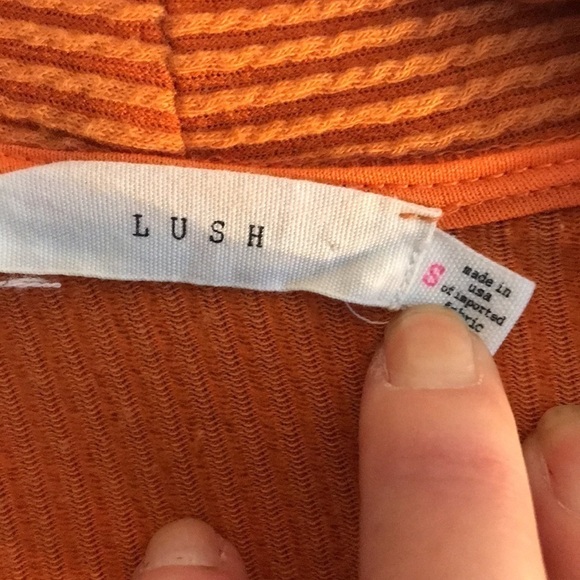 LUSH
S
made in
usa
of imported
fabric